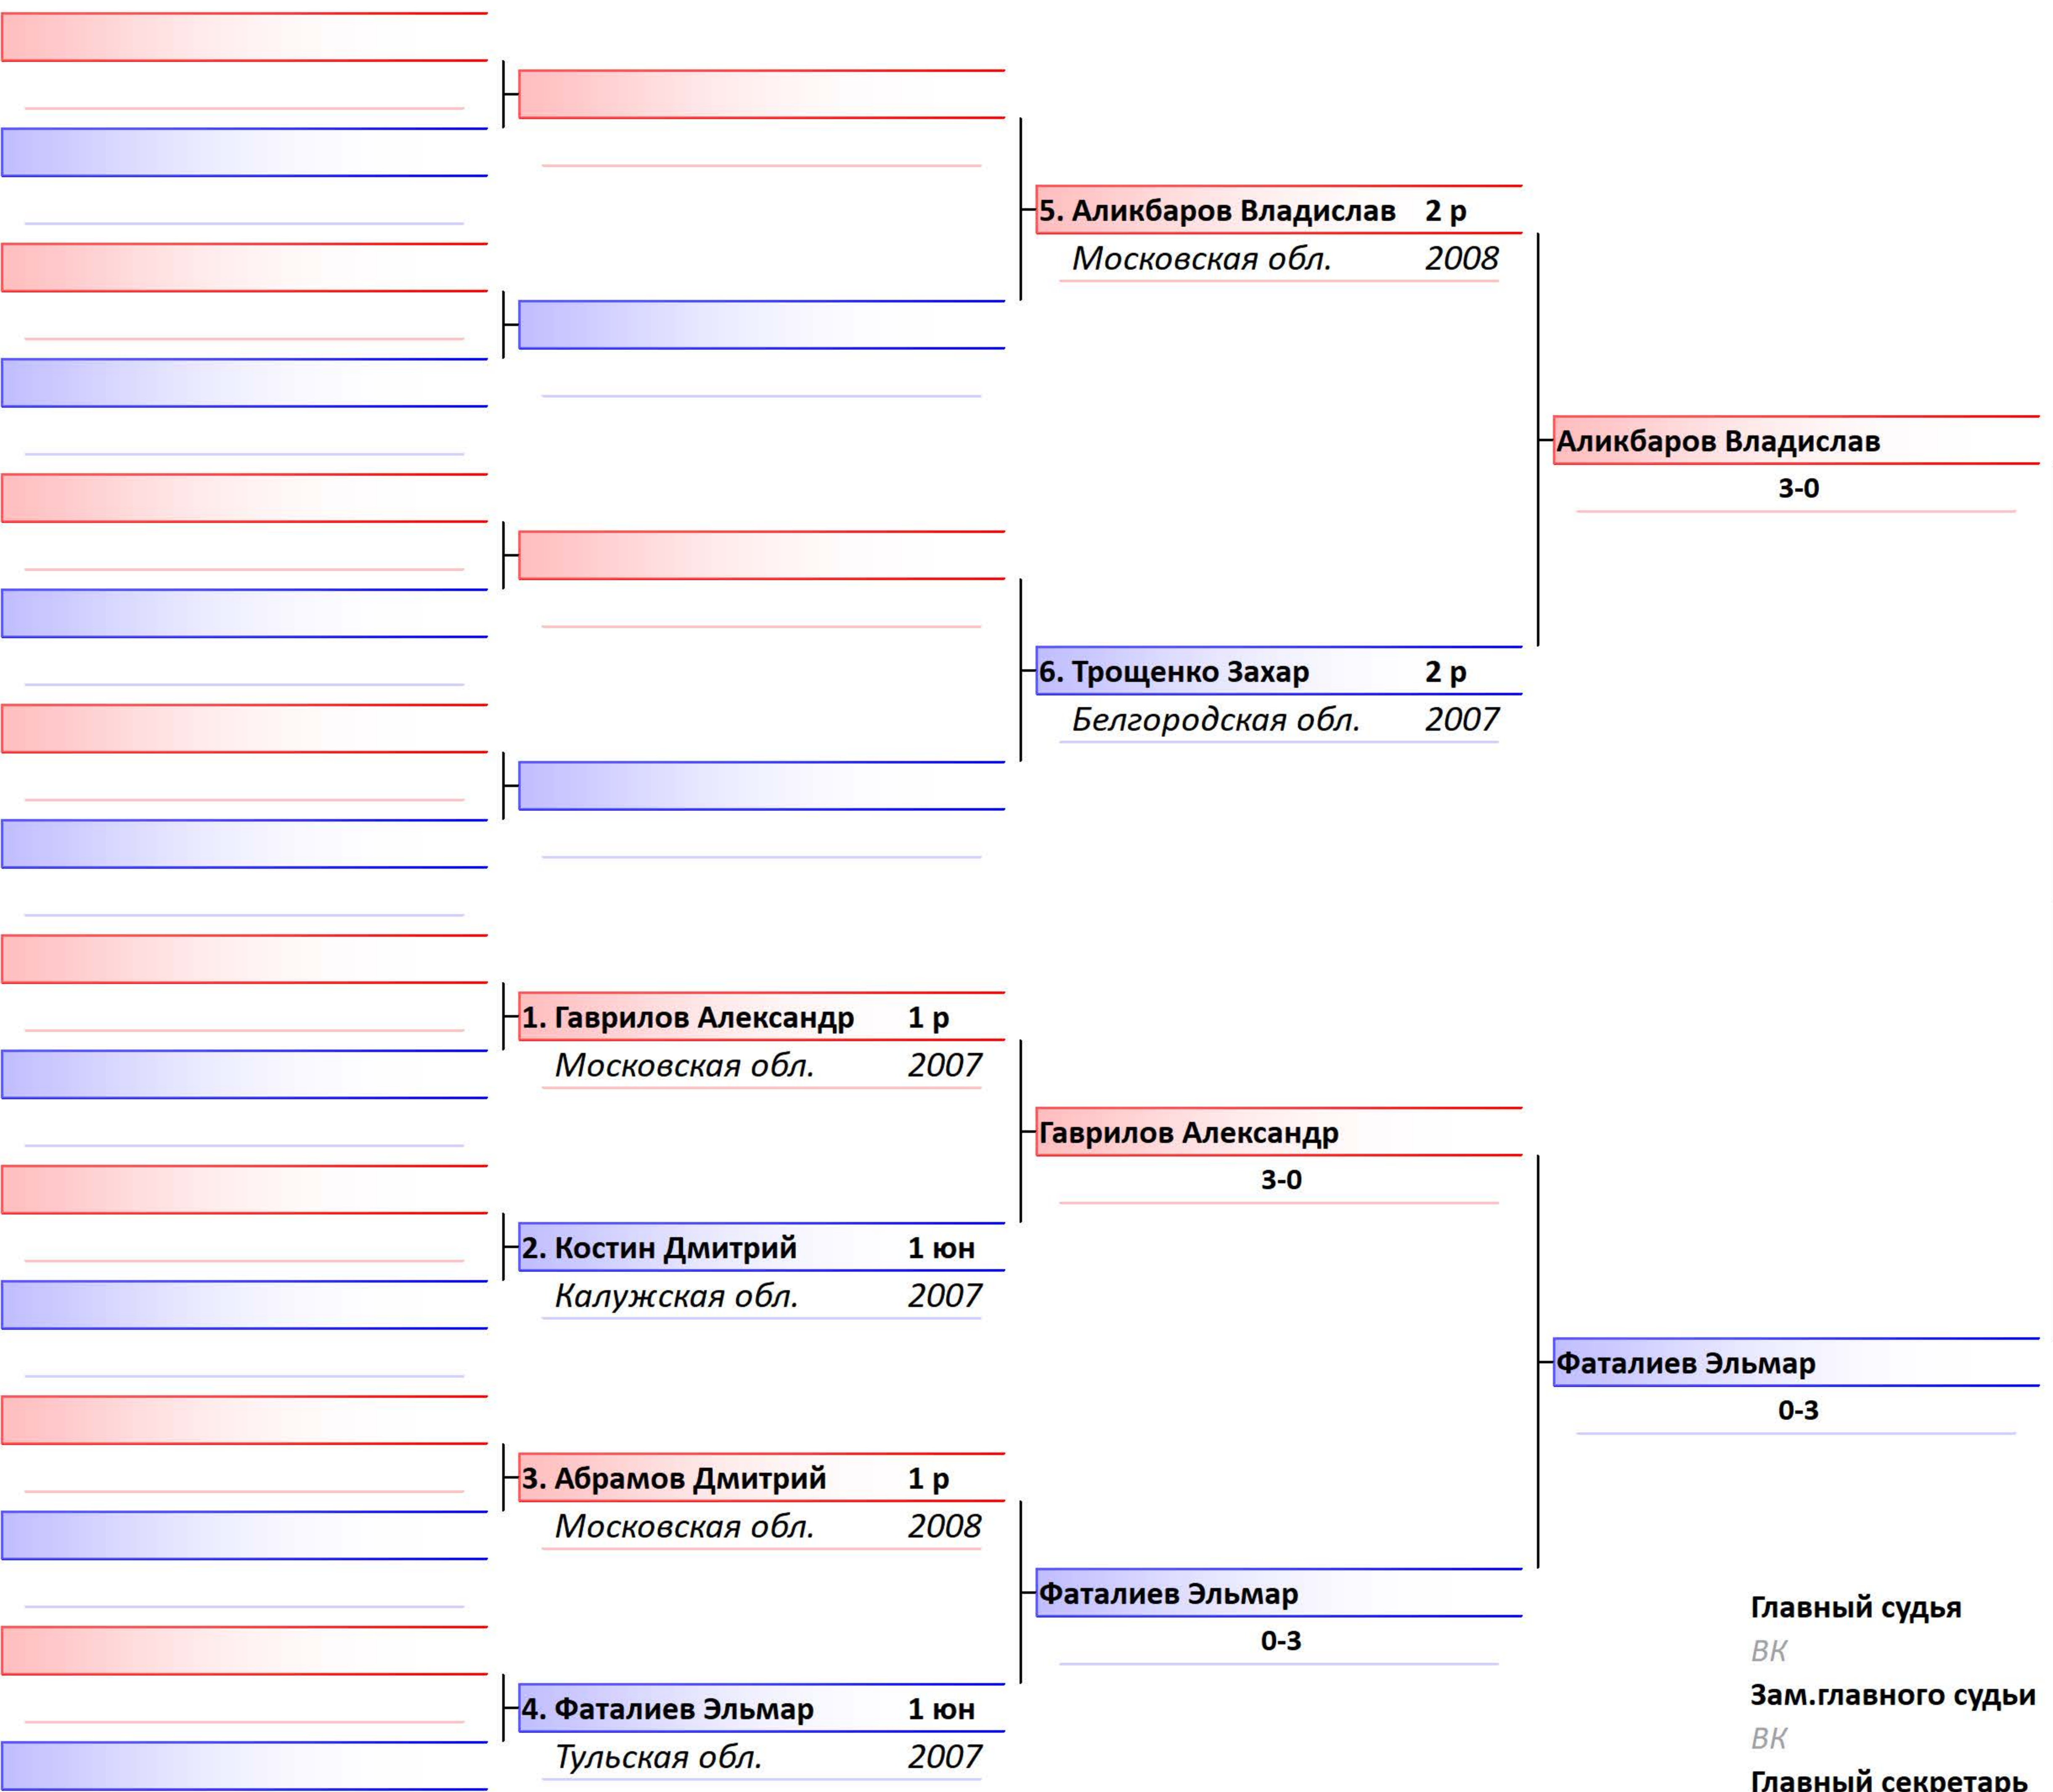 5. Аликбаров Владислав 2 р
Московская обл. 2008
Аликбаров Владислав
3-0
6. Трощенко Захар 2 р
Белгородская обл. 2007
1. Гаврилов Александр 1 р
Московская обл. 2007
Гаврилов Александр
3-0
2. Костин Дмитрий 1 юн
Калужская обл. 2007
Фаталиев Эльмар
0-3
3. Абрамов Дмитрий 1 р
Московская обл. 2008
Фаталиев Эльмар
0-3
4. Фаталиев Эльмар 1 юн
Тульская обл. 2007
Главный судья
ВК
Зам.главного судьи
ВК
Главный секретарь